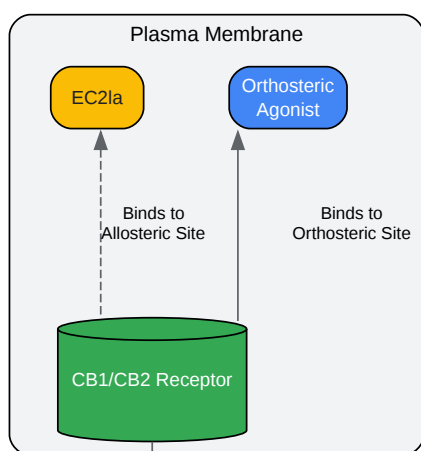 Plasma Membrane
EC2la
Orthosteric
Agonist
Binds to
Allosteric Site
Binds to
Orthosteric Site
CB1/CB2 Receptor